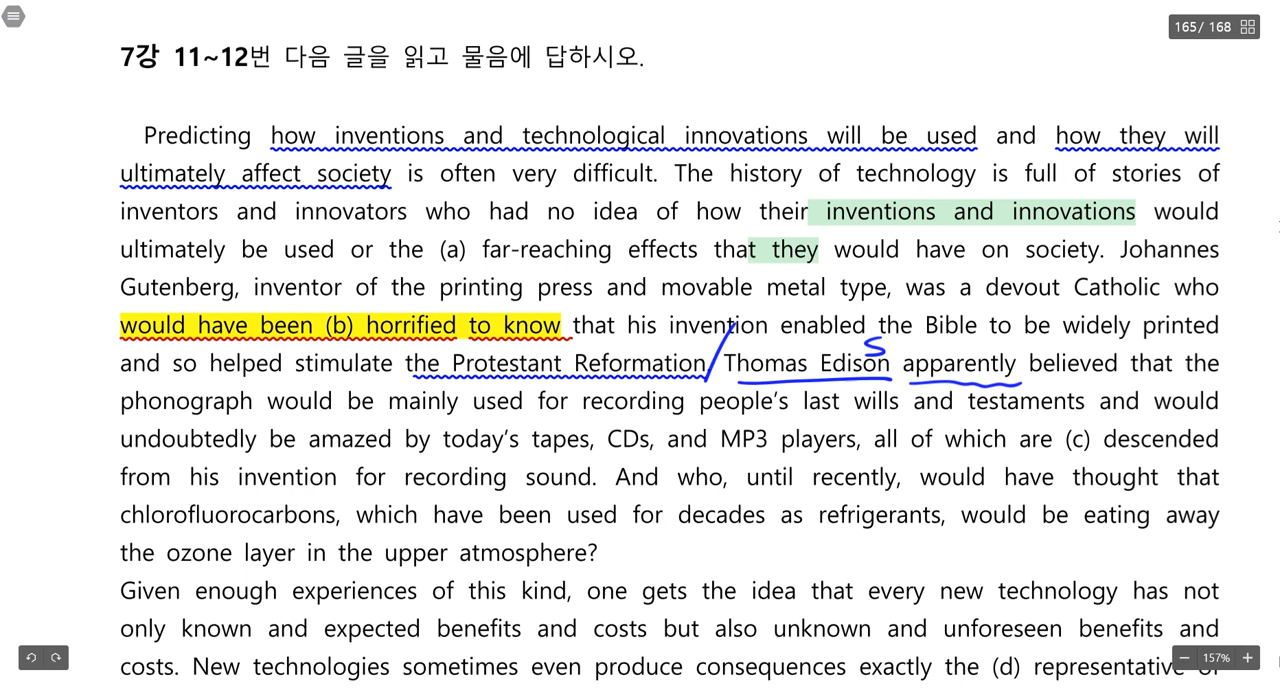 165/ 168
7강 11~12번 다음 글을 읽고 물음에 답하시오.
Predicting how inventions and technological innovations will be used and how they will
ultimately affect society is often very difficult. The history of technology is full of stories of
inventors and innovators who had no idea of how their inventions and innovations would
ultimately be used or the (a) far-reaching effects that they would have on society. Johannes
Gutenberg, inventor of the printing press and movable metal type, was a devout Catholic who
would have been (b) horrified to know that his invention enabled the Bible to be widely printed
and so helped stimulate the Protestant Reformation. Thomas Edison apparently believed that the
S
phonograph would be mainly used for recording people's last wills and testaments and would
undoubtedly be amazed by today's tapes, CDs, and MP3 players, all of which are (c) descended
from his invention for recording sound. And who, until recently, would have thought that
chlorofluorocarbons, which have been used for decades as refrigerants, would be eating away
the ozone layer in the upper atmosphere?
Given enough experiences of this kind, one gets the idea that every new technology has not
only known and expected benefits and costs but also unknown and unforeseen benefits and
costs. New technologies sometimes even produce consequences exactly the (d) representative of
157%